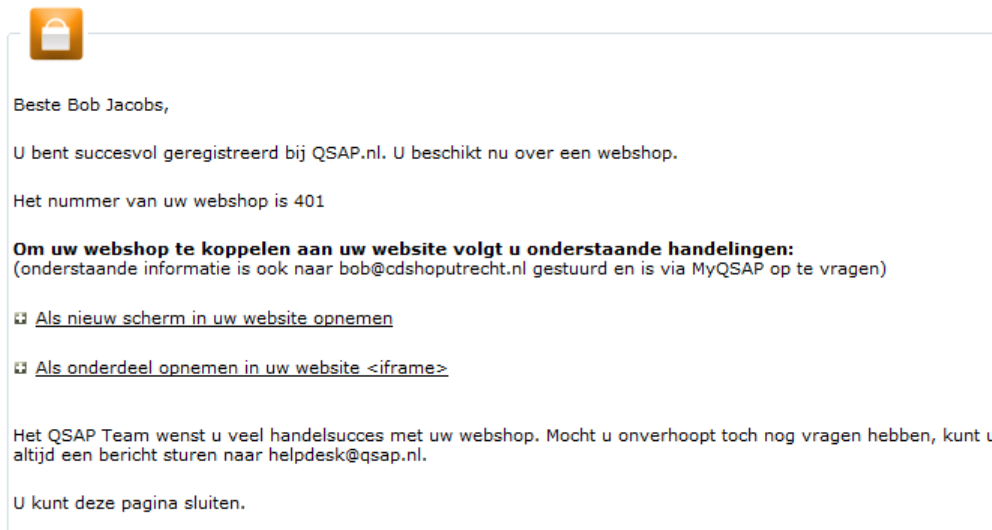 Beste Bob Jacobs,
U bent succesvol geregistreerd bij QSAP.nl. U beschikt nu over een webshop.
Het nummer van uw webshop is 401
Om uw webshop te koppelen aan uw website volgt u onderstaande handelingen:
(onderstaande informatie is ook naar bob@cdshoputrecht.nl gestuurd en is via MyQSAP op te vragen)
Als nieuw scherm in uw website opnemen
Als onderdeel opnemen in uw website <iframe>
Het QSAP Team wenst u veel handelsucces met uw webshop. Mocht u onverhoopt toch nog vragen hebben, kunt u
altijd een bericht sturen naar helpdesk@qsap.nl.
U kunt deze pagina sluiten.